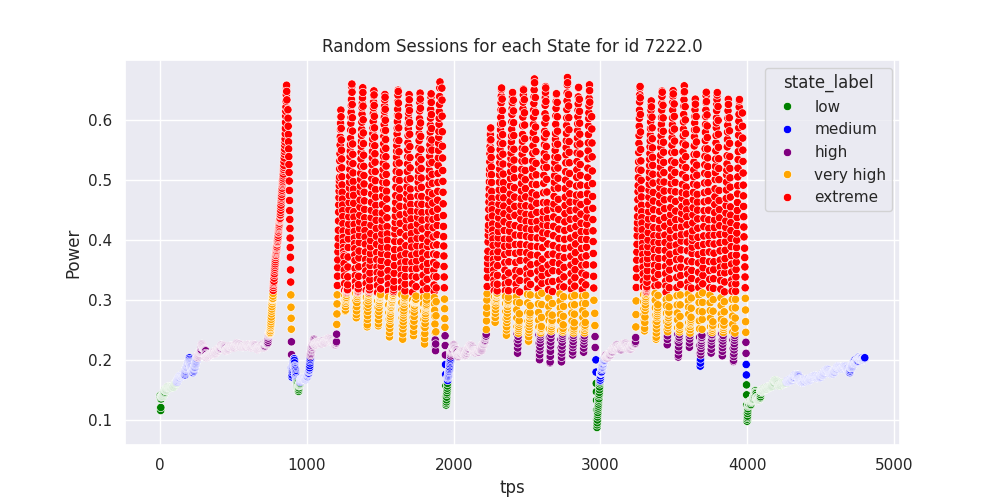 Random Sessions for each State for id 7222.0
state_label
low
medium
high
very high
extreme
Power
0.6
0.5
0.4
0.3
0.2
0.1
0 1000 2000 3000 4000 5000
tps